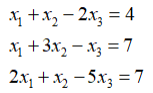 x₁ + x₂ − 2x₃ = 4
x₁ + 3x₂ − x₃ = 7
2x₁ + x₂ − 5x₃ = 7